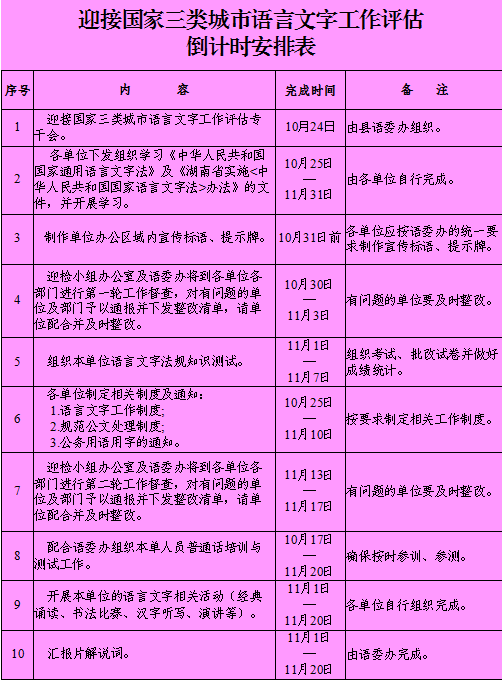 迎接国家三类城市语言文字工作评估
倒计时安排表
序号 内 容 完成时间 备 注
1 迎接国家三类城市语言文字工作评估专
干会。 10月24日 由县语委办组织。
2 各单位下发组织学习《中华人民共和国
国家通用语言文字法》及《湖南省实施<中
华人民共和国国家语言文字法>办法》的文
件，并开展学习。 10月25日
—
11月31日 由各单位自行完成。
3 制作单位办公区域内宣传标语、提示牌。 10月31日前 各单位应按语委办的统一要
求制作宣传标语、提示牌。
4 迎检小组办公室及语委办将到各单位各
部门进行第一轮工作督查，对有问题的单
位及部门予以通报并下发整改清单，请单
位配合并及时整改。 10月30日
—
11月3日 有问题的单位要及时整改。
5 组织本单位语言文字法规知识测试。 11月1日
—
11月7日 组织考试、批改试卷并做好
成绩统计。
6 各单位制定相关制度及通知：
1.语言文字工作制度;
2.规范公文处理制度;
3.公务用语用字的通知。 10月25日
—
11月10日 按要求制定相关工作制度。
7 迎检小组办公室及语委办将到各单位各
部门进行第二轮工作督查，对有问题的单
位及部门予以通报并下发整改清单，请单
位配合并及时整改。 11月13日
—
11月17日 有问题的单位要及时整改。
8 配合语委办组织本单人员普通话培训与
测试工作。 10月17日
—
11月20日 确保按时参训、参测。
9 开展本单位的语言文字相关活动（经典
诵读、书法比赛、汉字听写、演讲等）。 11月1日
—
11月20日 各单位自行组织完成。
10 汇报片解说词。 11月1日
—
11月20日 由语委办完成。